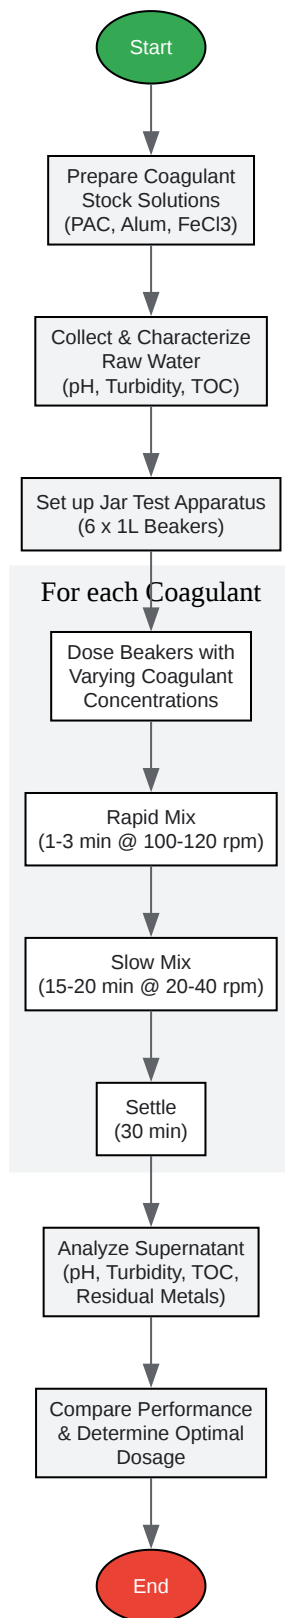 Start
Prepare Coagulant
Stock Solutions
(PAC, Alum, FeCl3)
Collect & Characterize
Raw Water
(pH, Turbidity, TOC)
Set up Jar Test Apparatus
(6 x 1L Beakers)
For each Coagulant
Dose Beakers with
Varying Coagulant
Concentrations
Rapid Mix
(1-3 min @ 100-120 rpm)
Slow Mix
(15-20 min @ 20-40 rpm)
Settle
(30 min)
Analyze Supernatant
(pH, Turbidity, TOC,
Residual Metals)
Compare Performance
& Determine Optimal
Dosage
End